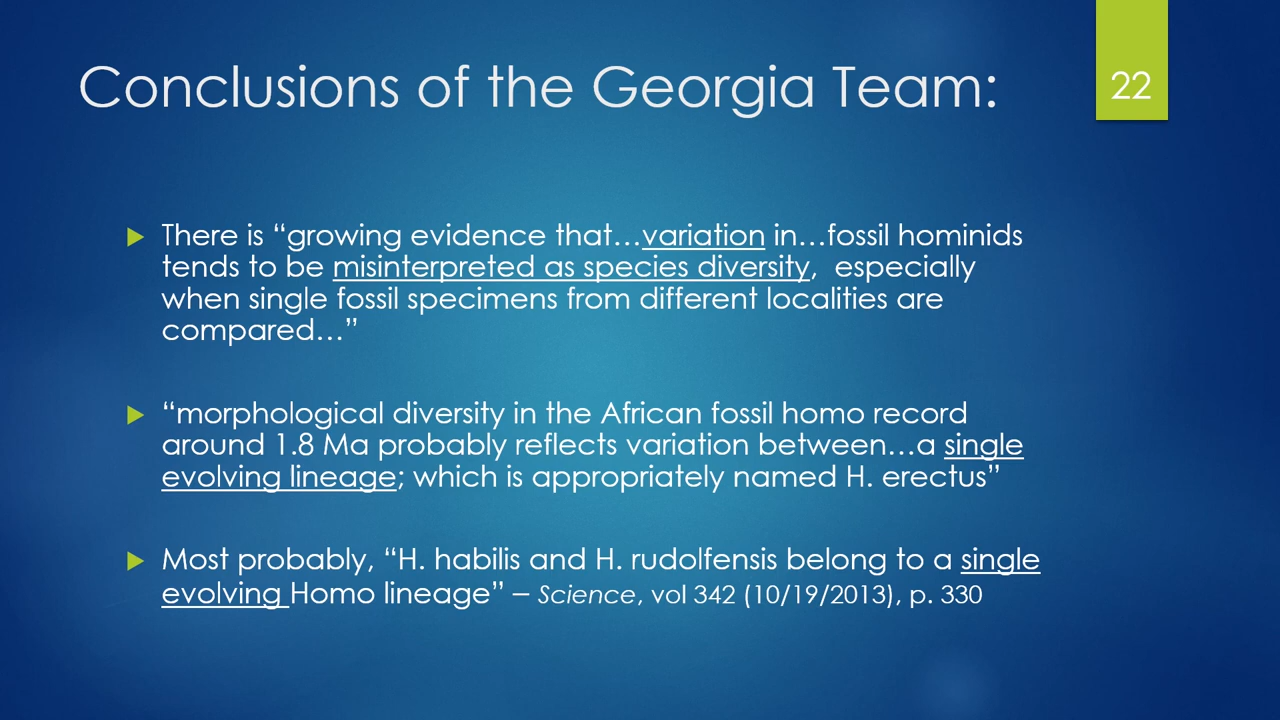 Conclusions of the Georgia Team:
22
There is “growing evidence that…variation in…fossil hominids
tends to be misinterpreted as species diversity,  especially
when single fossil specimens from different localities are
compared…”
“morphological diversity in the African fossil homo record
around 1.8 Ma probably reflects variation between…a single
evolving lineage; which is appropriately named H. erectus”
Most probably, “H. habilis and H. rudolfensis belong to a single
evolving Homo lineage” – Science, vol 342 (10/19/2013), p. 330